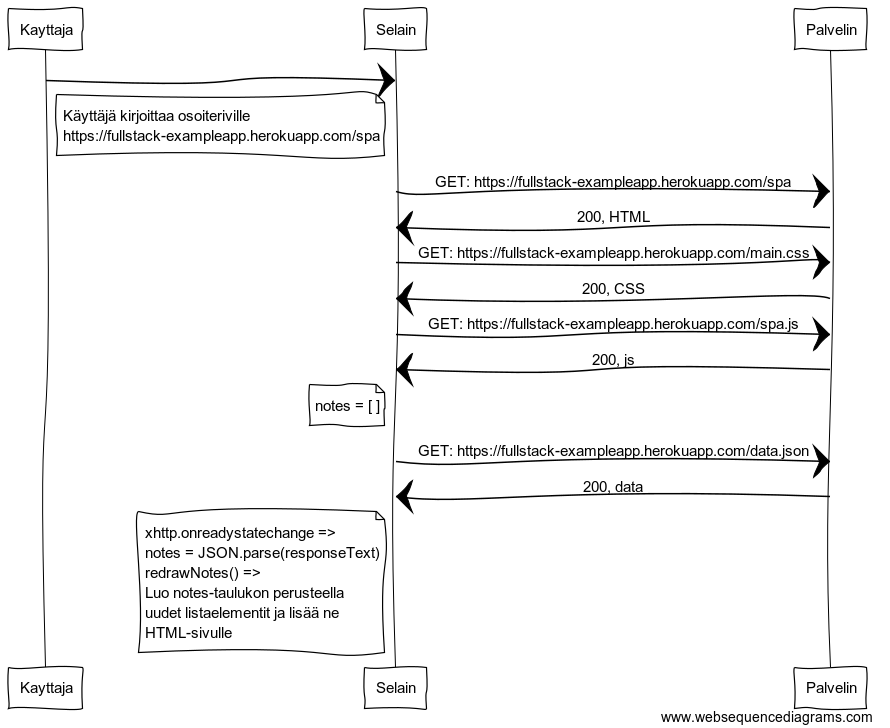 Kayttaja
Selain
Palvelin
Käyttäjä kirjoittaa osoiteriville
https://fullstack-exampleapp.herokuapp.com/spa
GET: https://fullstack-exampleapp.herokuapp.com/spa
200, HTML
GET: https://fullstack-exampleapp.herokuapp.com/main.css
200, CSS
GET: https://fullstack-exampleapp.herokuapp.com/spa.js
200, js
notes = [ ]
GET: https://fullstack-exampleapp.herokuapp.com/data.json
200, data
xhttp.onreadystatechange =>
notes = JSON.parse(responseText)
redrawNotes() =>
Luo notes-taulukon perusteella
uudet listaelementit ja lisää ne
HTML-sivulle
Kayttaja
Selain
Palvelin
www.websequencediagrams.com